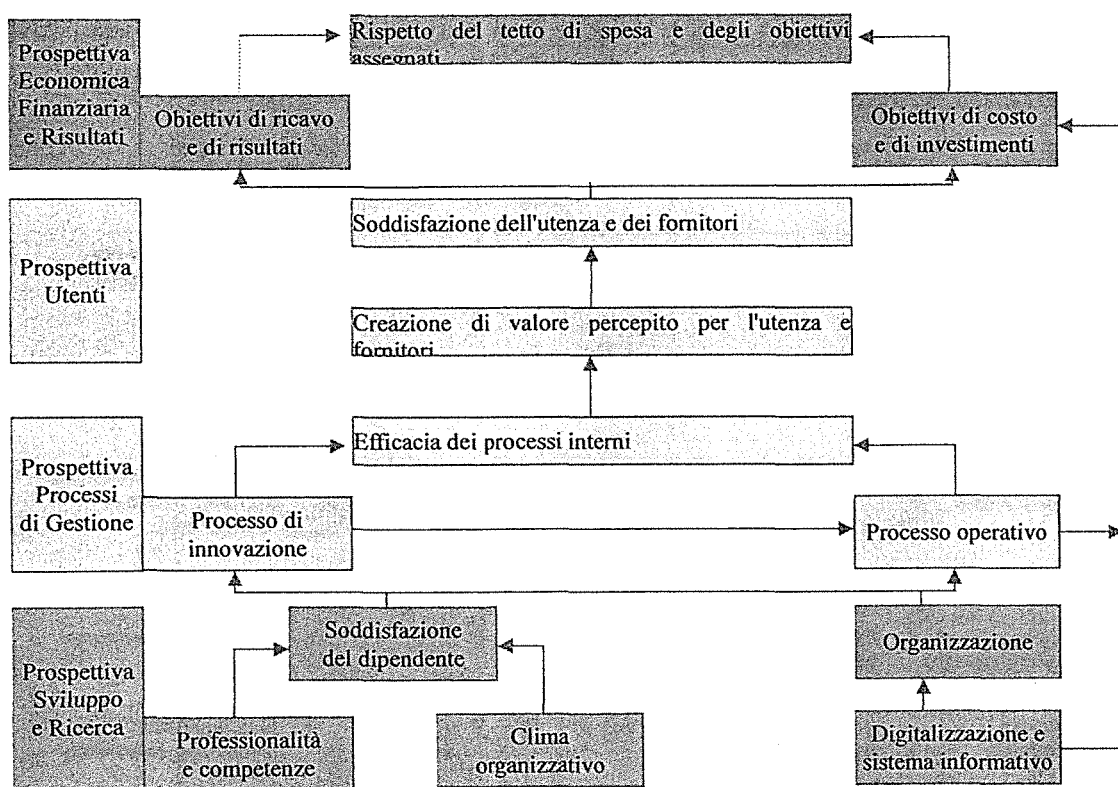 Prospettiva
Economica
Finanziaria
e Risultati
Rispetto del tetto di spesa e degli obiettivi
assegnati
Obiettivi di ricavo
e di risultati
Obiettivi di costo
e di investimenti
Prospettiva
Utenti
Soddisfazione dell'utenza e dei fornitori
Creazione di valore percepito per l'utenza e
fornitori
Prospettiva
Processi
di Gestione
Efficacia dei processi interni
Processo di
innovazione
Processo operativo
Prospettiva
Sviluppo
e Ricerca
Soddisfazione
del dipendente
Organizzazione
Professionalità
e competenze
Clima
organizzativo
Digitalizzazione e
sistema informativo